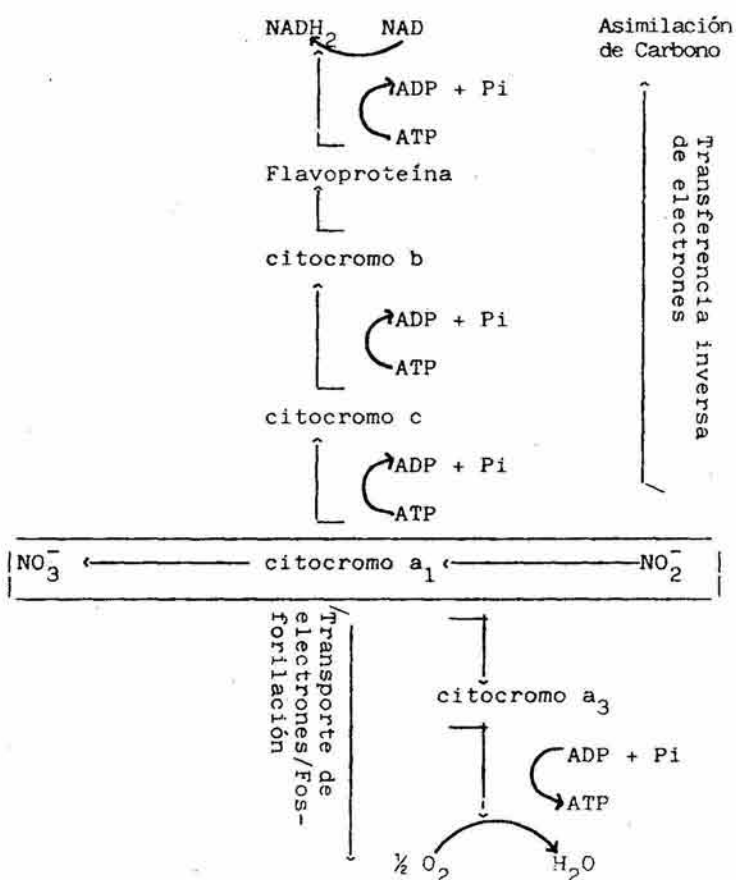 NADH₂ NAD
Asimilación
de Carbono
ADP + Pi
ATP
Flavoproteína
Transferencia inversa
de electrones
citocromo b
ADP + Pi
ATP
citocromo c
ADP + Pi
ATP
NO₃⁻ citocromo a₁ NO₂⁻
Transporte de
electrones/Fos-
forilación
citocromo a₃
ADP + Pi
ATP
½ O₂ H₂O